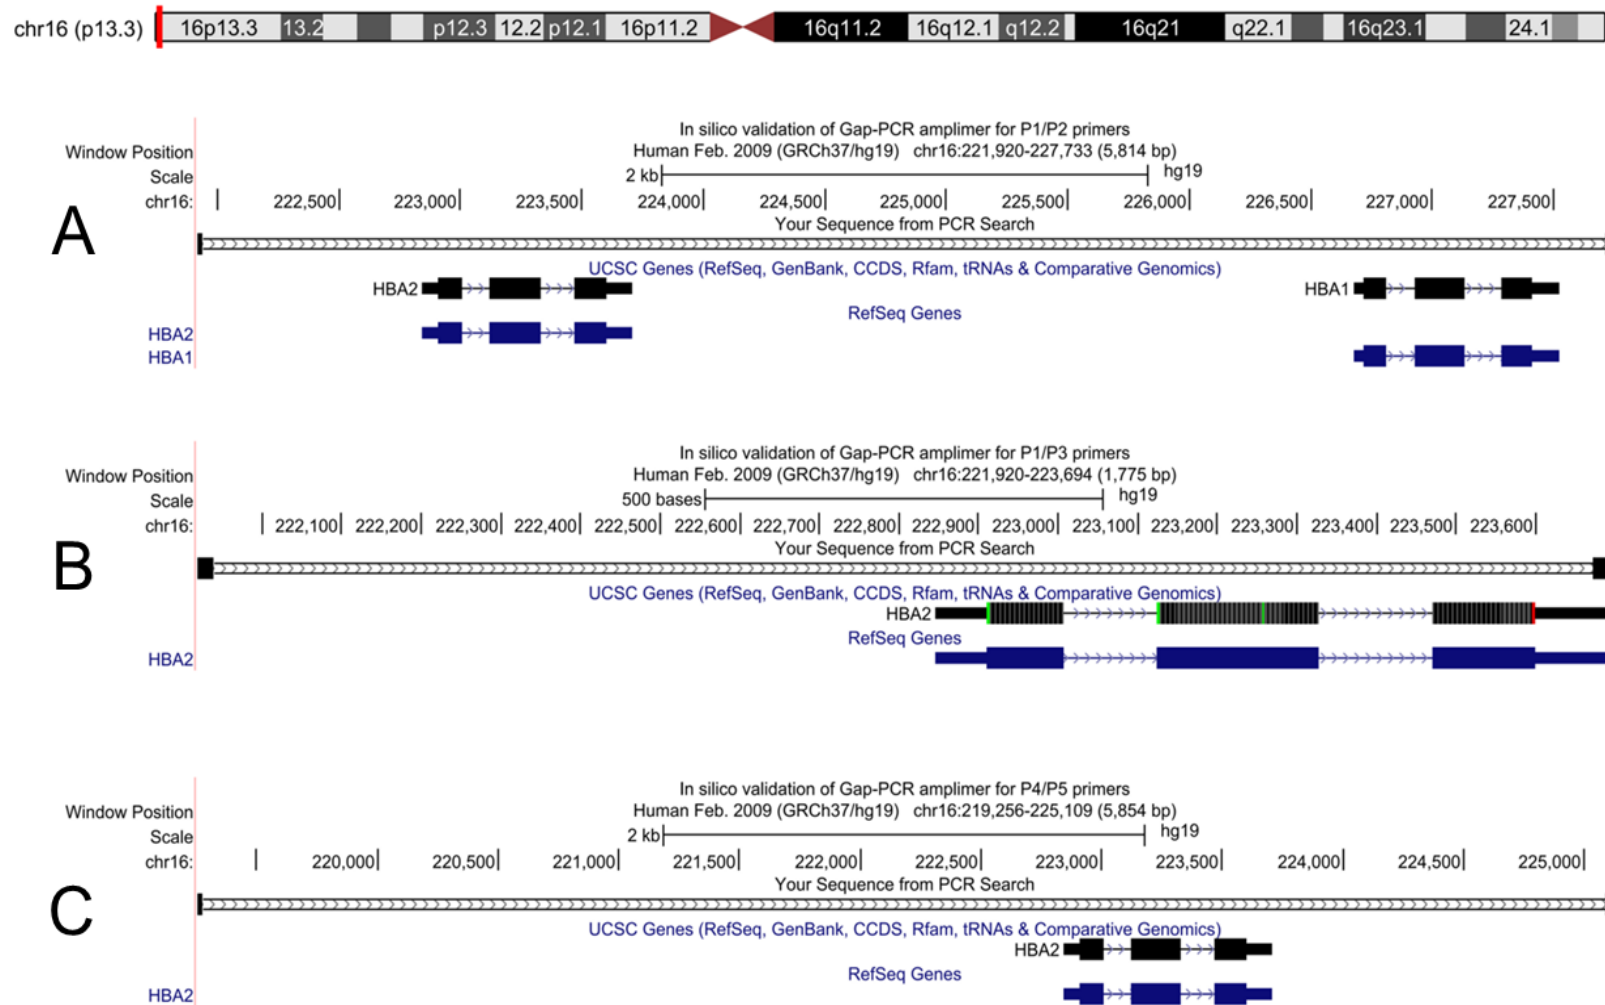 chr16 (p13.3) 16p13.3 13.2 p12.3 12.2 p12.1 16p11.2 16q11.2 16q12.1 q12.2 16q21 q22.1 16q23.1 24.1
A
In silico validation of Gap-PCR amplimer for P1/P2 primers
Window Position Human Feb. 2009 (GRCh37/hg19) chr16:221,920-227,733 (5,814 bp)
Scale 2 kb hg19
chr16: 222,500 223,000 223,500 224,000 224,500 225,000 225,500 226,000 226,500 227,000 227,500
Your Sequence from PCR Search
UCSC Genes (RefSeq, GenBank, CCDS, Rfam, tRNAs & Comparative Genomics)
HBA2 HBA1
RefSeq Genes
HBA2
HBA1
B
In silico validation of Gap-PCR amplimer for P1/P3 primers
Window Position Human Feb. 2009 (GRCh37/hg19) chr16:221,920-223,694 (1,775 bp)
Scale 500 bases hg19
chr16: 222,100 222,200 222,300 222,400 222,500 222,600 222,700 222,800 222,900 223,000 223,100 223,200 223,300 223,400 223,500 223,600
Your Sequence from PCR Search
UCSC Genes (RefSeq, GenBank, CCDS, Rfam, tRNAs & Comparative Genomics)
HBA2
RefSeq Genes
HBA2
C
In silico validation of Gap-PCR amplimer for P4/P5 primers
Window Position Human Feb. 2009 (GRCh37/hg19) chr16:219,256-225,109 (5,854 bp)
Scale 2 kb hg19
chr16: 220,000 220,500 221,000 221,500 222,000 222,500 223,000 223,500 224,000 224,500 225,000
Your Sequence from PCR Search
UCSC Genes (RefSeq, GenBank, CCDS, Rfam, tRNAs & Comparative Genomics)
HBA2
RefSeq Genes
HBA2